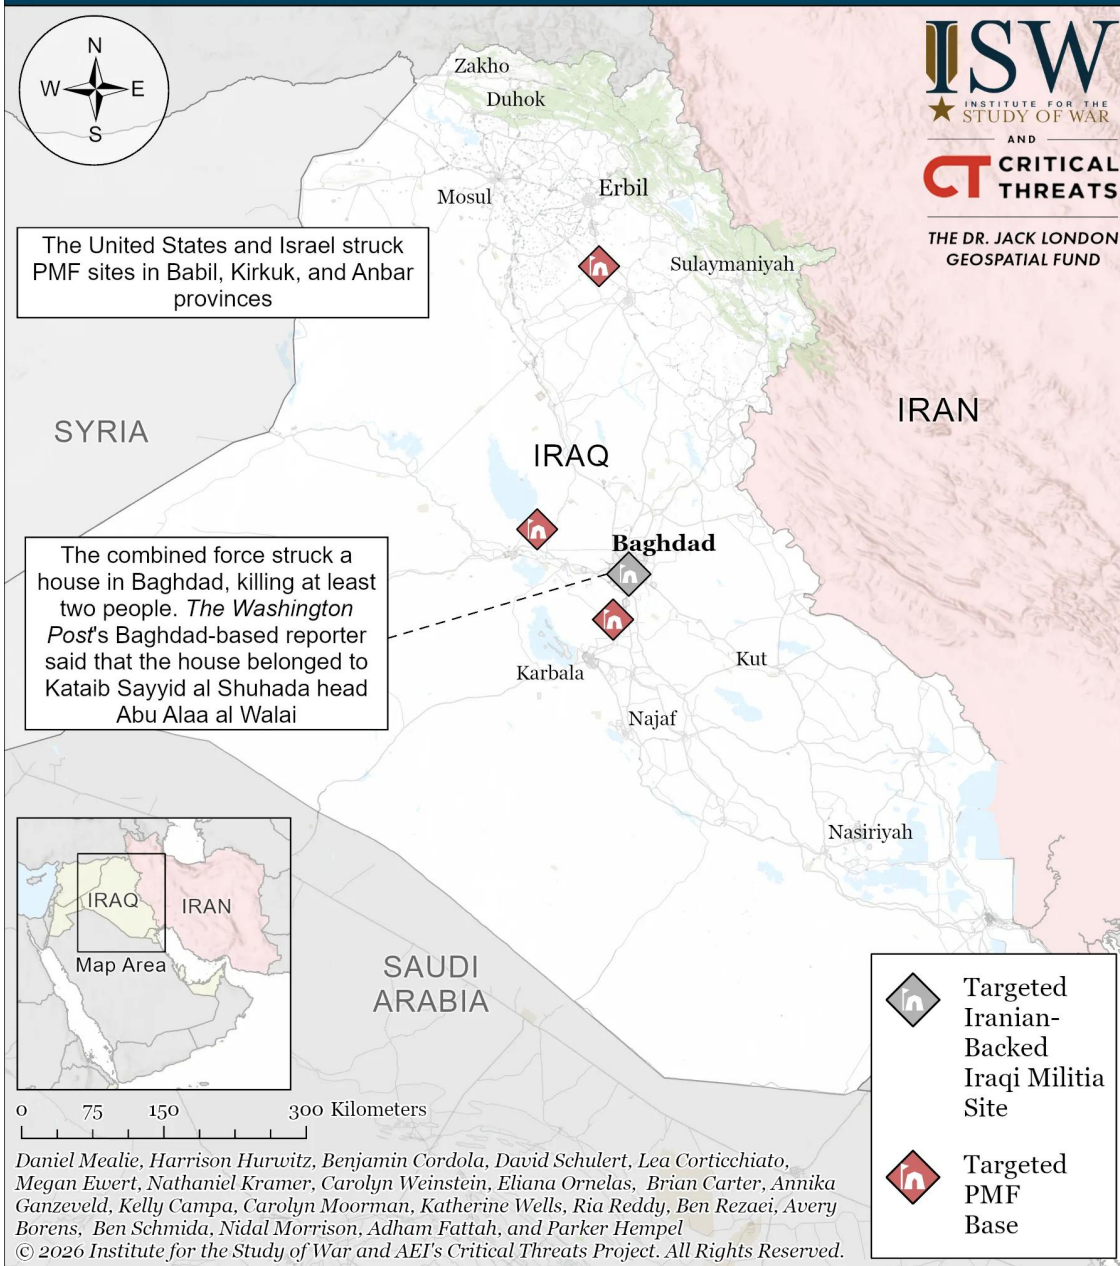 N
W
E
S
ISW
INSTITUTE FOR THE
STUDY OF WAR
AND
CT CRITICAL
THREATS
THE DR. JACK LONDON
GEOSPATIAL FUND
Zakho
Duhok
Mosul
Erbil
Sulaymaniyah
The United States and Israel struck
PMF sites in Babil, Kirkuk, and Anbar
provinces
SYRIA
IRAN
IRAQ
Baghdad
The combined force struck a
house in Baghdad, killing at least
two people. The Washington
Post's Baghdad-based reporter
said that the house belonged to
Kataib Sayyid al Shuhada head
Abu Alaa al Walai
Karbala
Kut
Najaf
Nasiriyah
IRAQ
IRAN
Map Area
SAUDI
ARABIA
0 75 150 300 Kilometers
Targeted
Iranian-
Backed
Iraqi Militia
Site
Targeted
PMF
Base
Daniel Mealie, Harrison Hurwitz, Benjamin Cordola, David Schulert, Lea Corticchiato,
Megan Ewert, Nathaniel Kramer, Carolyn Weinstein, Eliana Ornelas, Brian Carter, Annika
Ganzeveld, Kelly Campa, Carolyn Moorman, Katherine Wells, Ria Reddy, Ben Rezaei, Avery
Borens, Ben Schmida, Nidal Morrison, Adham Fattah, and Parker Hempel
© 2026 Institute for the Study of War and AEI's Critical Threats Project. All Rights Reserved.